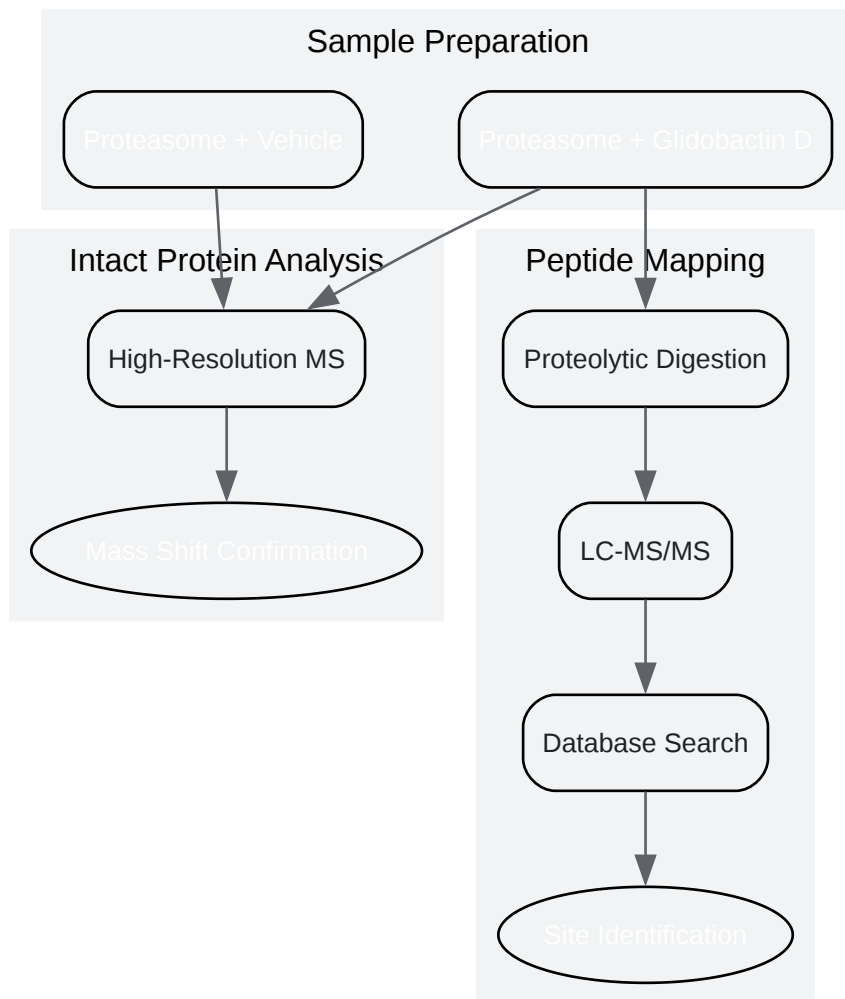 Sample Preparation
Proteasome + Vehicle
Proteasome + Glidobactin D
Intact Protein Analysis
High-Resolution MS
Mass Shift Confirmation
Peptide Mapping
Proteolytic Digestion
LC-MS/MS
Database Search
Site Identification